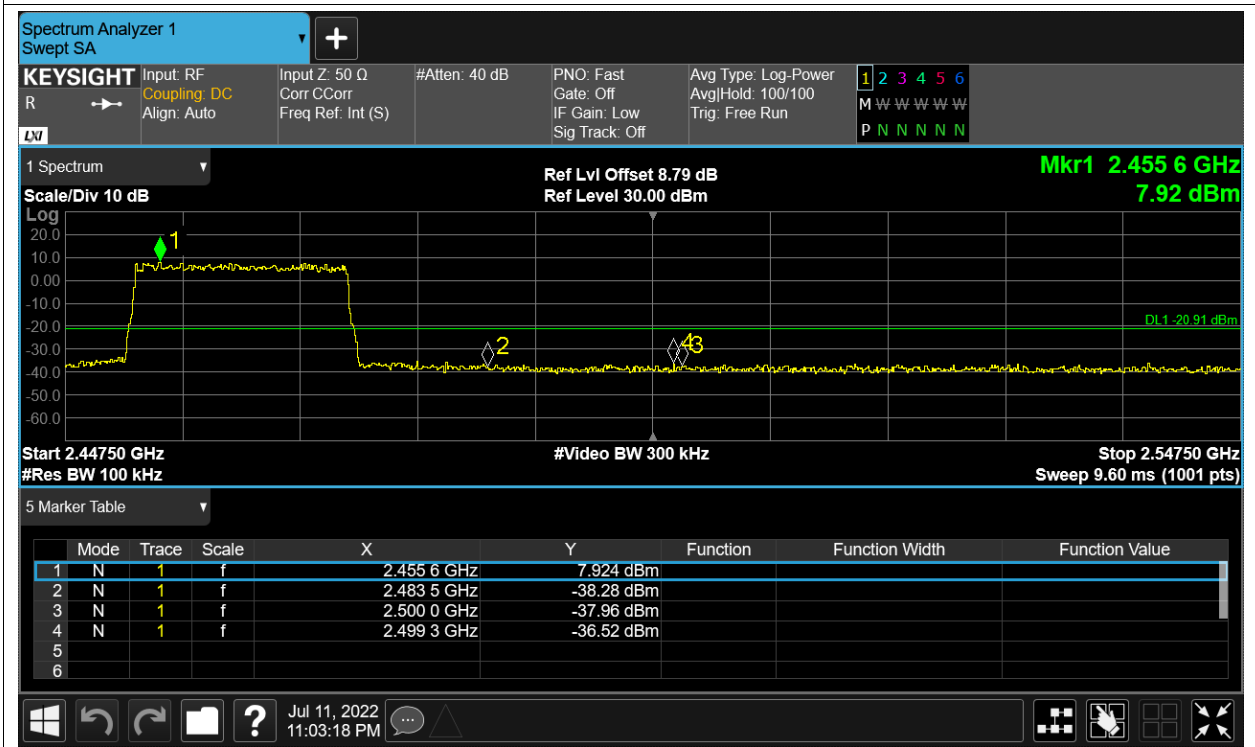 Spectrum Analyzer 1
Swept SA
KEYSIGHT Input: RF Input Z: 50 Ω #Atten: 40 dB PNO: Fast Avg Type: Log-Power 1 2 3 4 5 6
R Coupling: DC Corr CCorr Gate: Off Avg|Hold: 100/100 M W W W W W
Align: Auto Freq Ref: Int (S) IF Gain: Low Trig: Free Run
LXI Sig Track: Off P N N N N N
1 Spectrum Ref Lvl Offset 8.79 dB Mkr1 2.455 6 GHz
Scale/Div 10 dB Ref Level 30.00 dBm 7.92 dBm
Log
20.0
1
10.0
0.00
-10.0
-20.0 DL1 -20.91 dBm
-30.0 2 43
-40.0
-50.0
-60.0
Start 2.44750 GHz #Video BW 300 kHz Stop 2.54750 GHz
#Res BW 100 kHz Sweep 9.60 ms (1001 pts)
5 Marker Table
Mode Trace Scale X Y Function Function Width Function Value
1 N 1 f 2.455 6 GHz 7.924 dBm
2 N 1 f 2.483 5 GHz -38.28 dBm
3 N 1 f 2.500 0 GHz -37.96 dBm
4 N 1 f 2.499 3 GHz -36.52 dBm
5
6
? Jul 11, 2022
11:03:18 PM